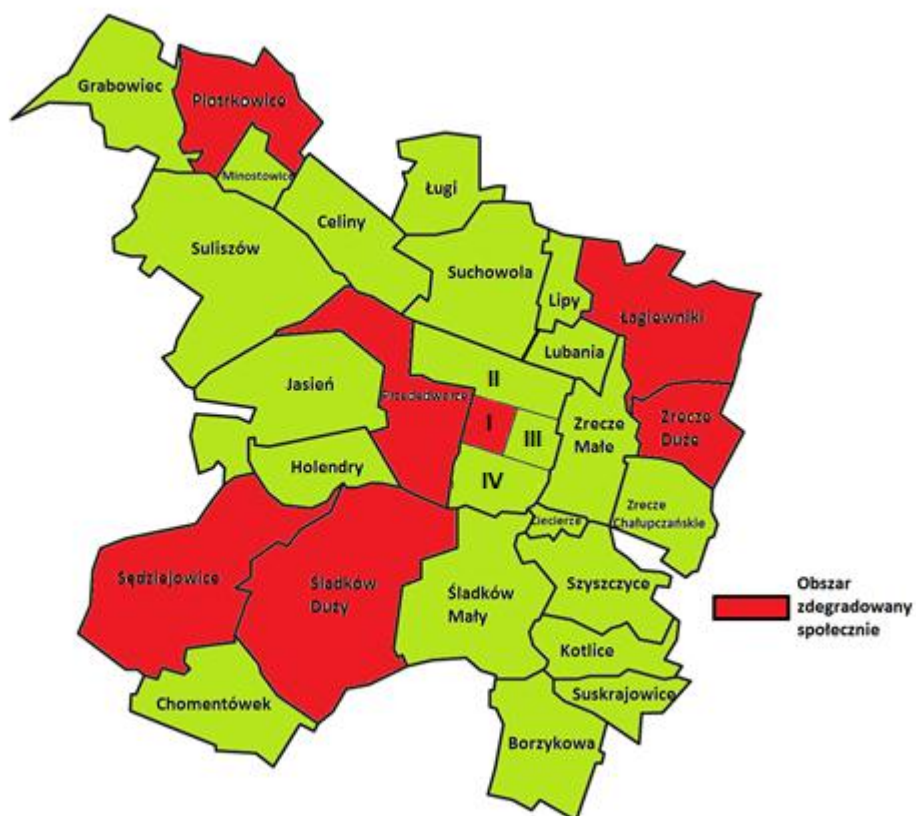 Grabowiec
Piotrkowice
Minostowice
Ługi
Celiny
Suliszów
Suchowola
Lipy
Łagiewniki
Lubania
II
Jasień
Przededworze
I
III
Zrecze
Małe
Zrecze
Duże
Holendry
IV
Zrecze
Chałupczańskie
Ciecierze
Sędziejowice
Śladków
Duży
Śladków
Mały
Szyszczyce
Obszar
zdegradowany
społecznie
Kotlice
Chomentówek
Suskrajowice
Borzykowa